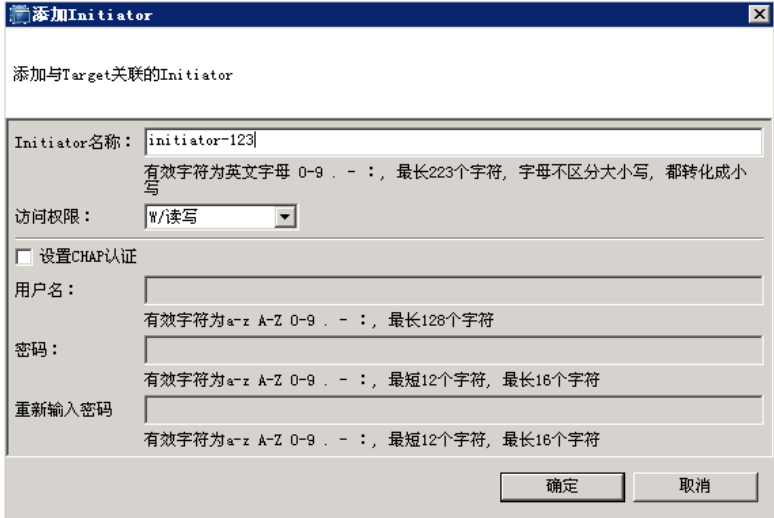 添加Initiator
添加与Target关联的Initiator
Initiator名称： initiator-123
有效字符为英文字母 0-9 . - :，最长223个字符，字母不区分大小写，都转化成小
写
访问权限： W/读写
设置CHAP认证
用户名：
有效字符为a-z A-Z 0-9 . - :，最长128个字符
密码：
有效字符为a-z A-Z 0-9 . - :，最短12个字符，最长16个字符
重新输入密码
有效字符为a-z A-Z 0-9 . - :，最短12个字符，最长16个字符
确定 取消